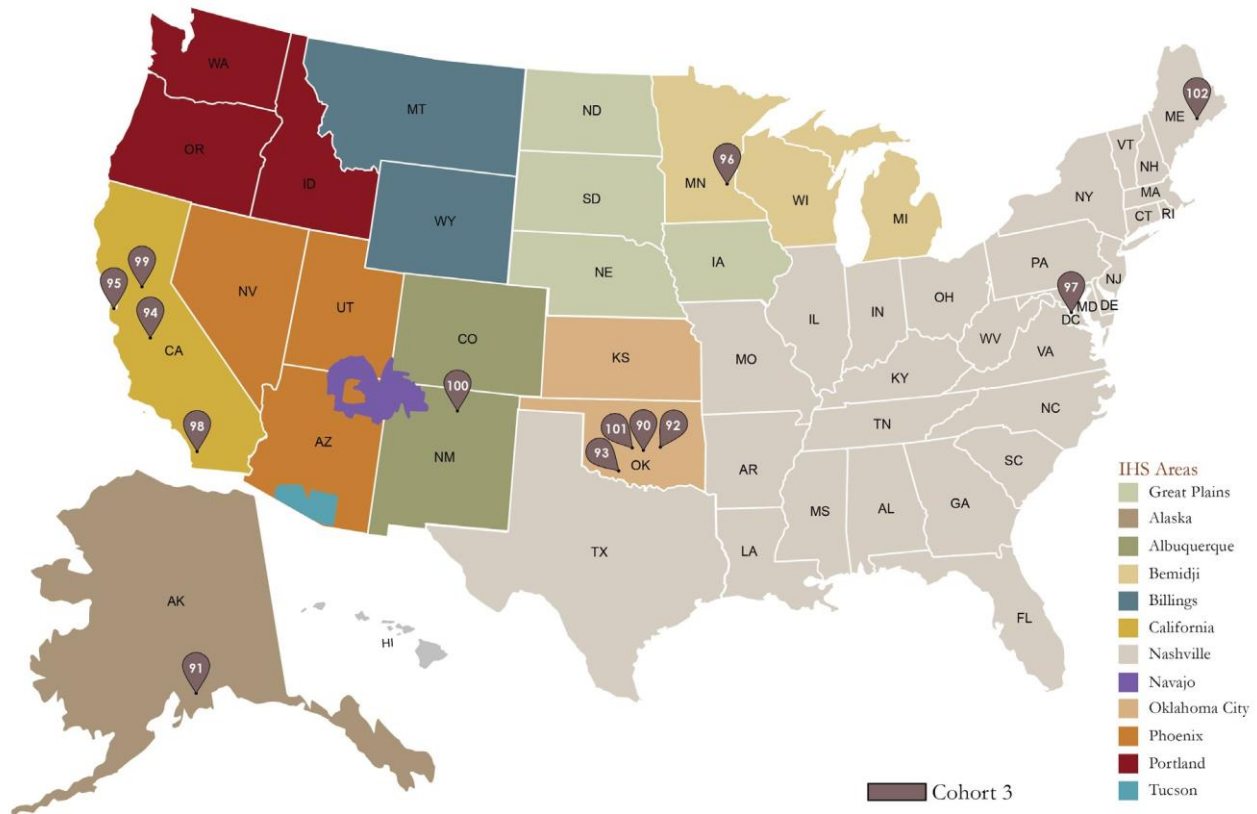 WA
MT
ND
MN
96
ME
102
VT
NH
OR
ID
SD
WI
MI
NY
MA
CT
RI
WY
NE
IA
PA
NJ
99
95
94
CA
NV
UT
CO
IL
IN
OH
97
MD
DE
DC
WV
VA
KS
MO
KY
100
98
AZ
NM
101
90
92
93
OK
AR
TN
NC
SC
MS
AL
GA
TX
LA
FL
AK
91
HI
IHS Areas
Great Plains
Alaska
Albuquerque
Bemidji
Billings
California
Nashville
Navajo
Oklahoma City
Phoenix
Portland
Tucson
Cohort 3